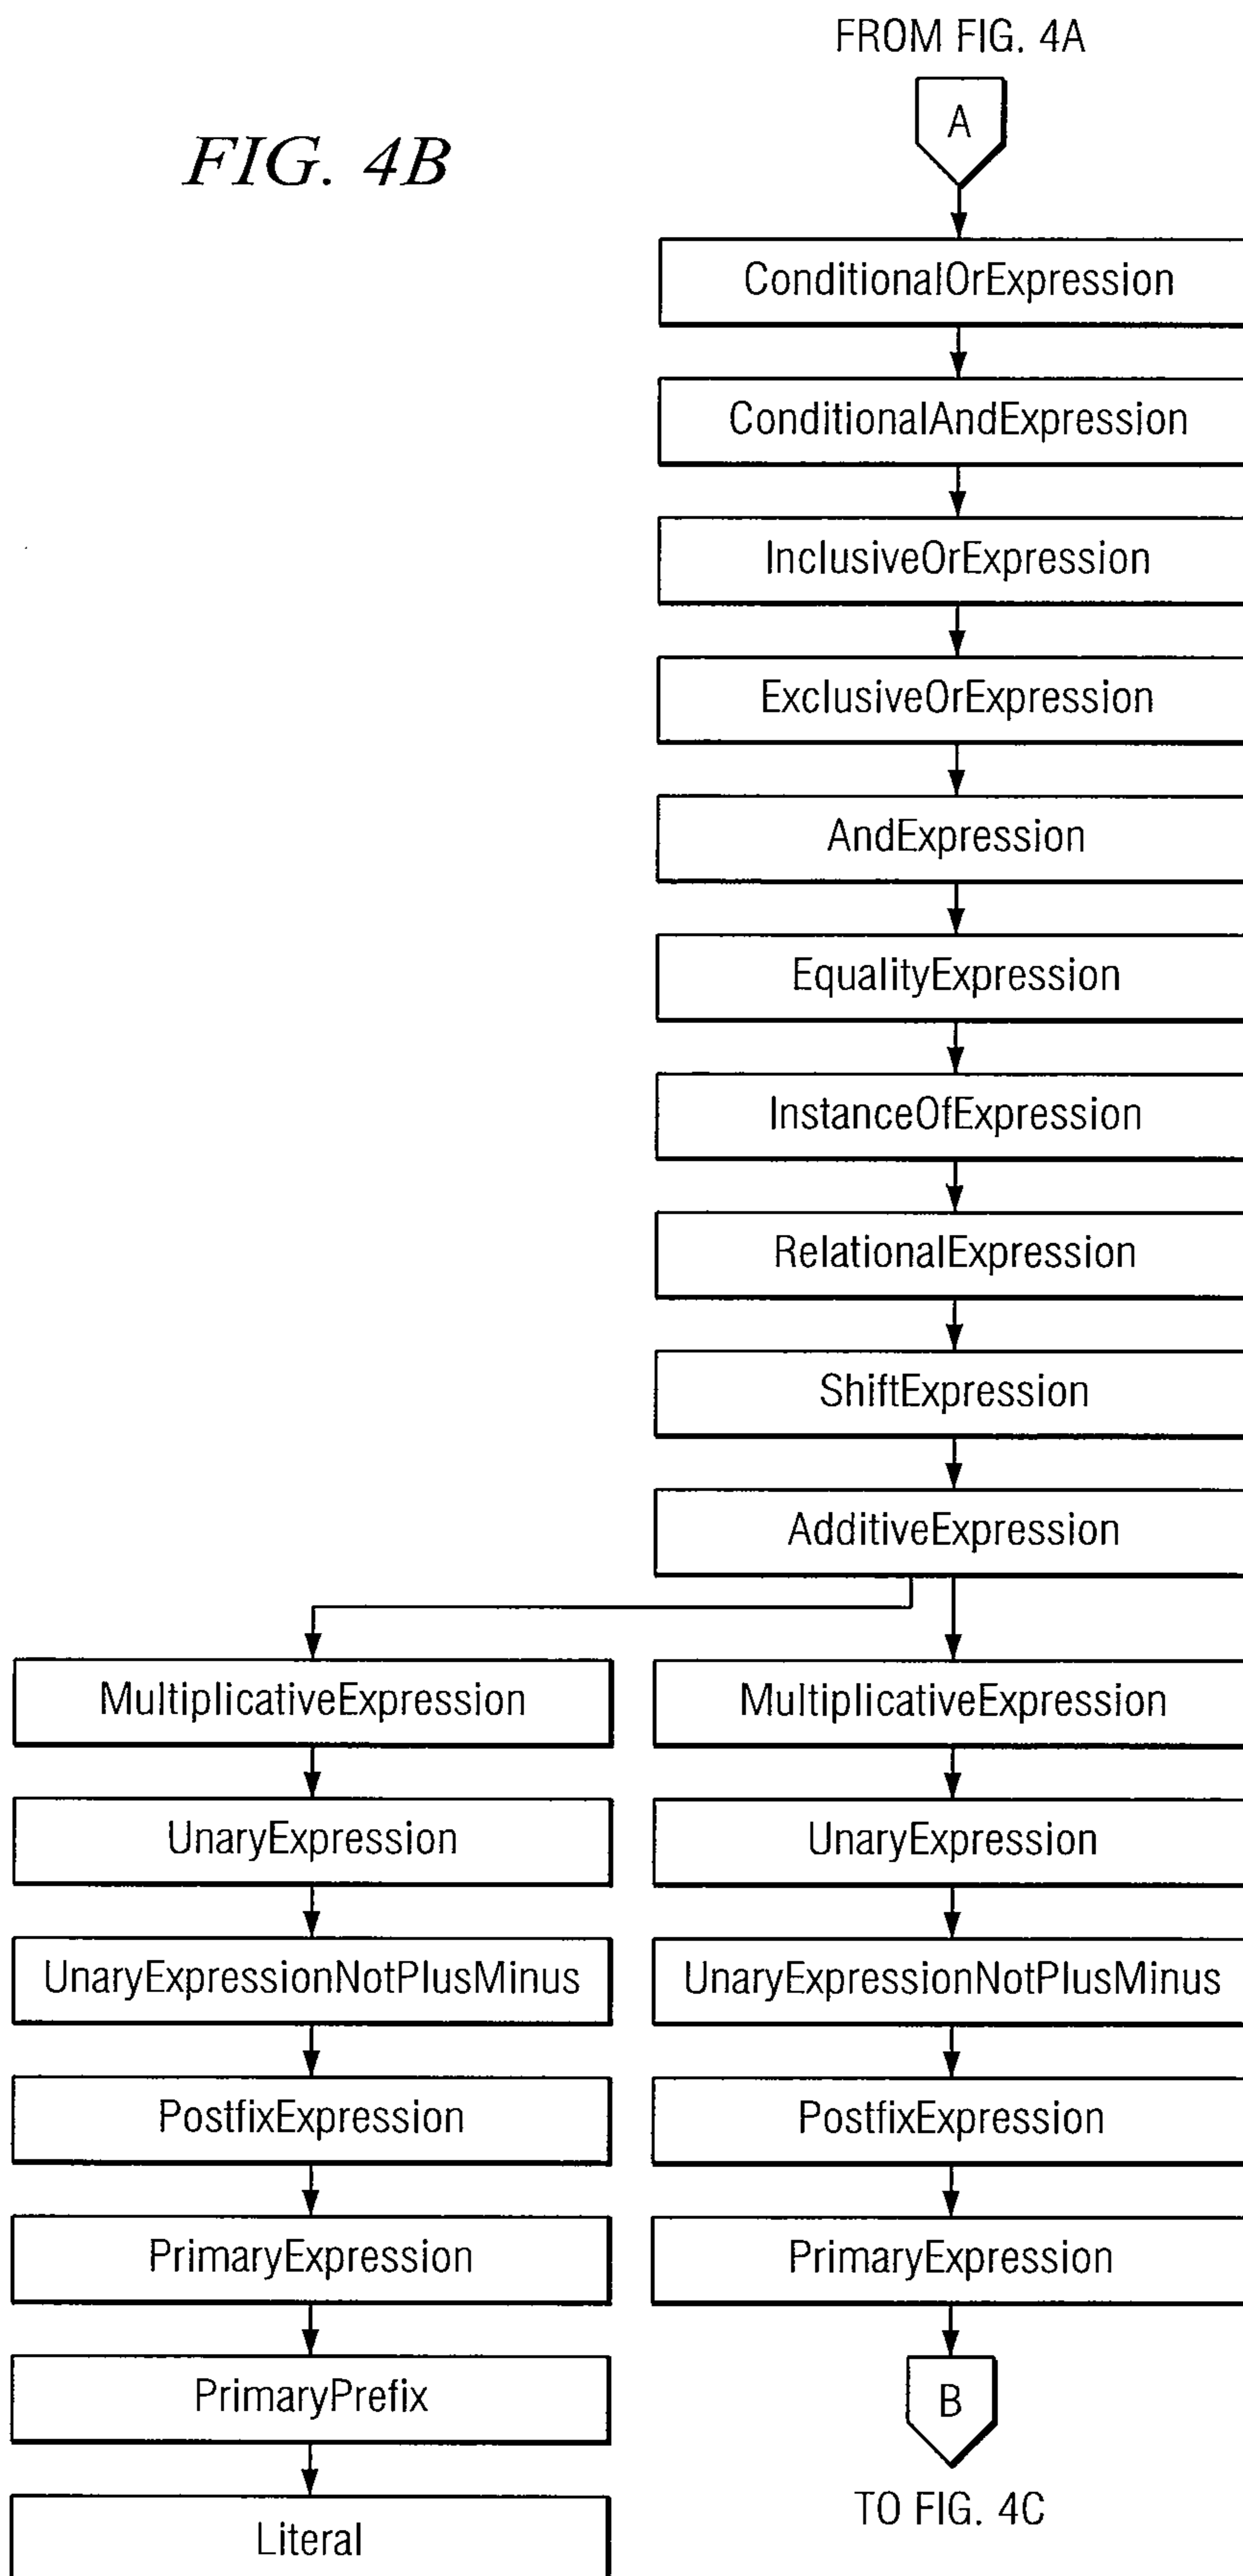 FROM FIG. 4A
A
FIG. 4B
ConditionalOrExpression
ConditionalAndExpression
InclusiveOrExpression
ExclusiveOrExpression
AndExpression
EqualityExpression
InstanceOfExpression
RelationalExpression
ShiftExpression
AdditiveExpression
MultiplicativeExpression
UnaryExpression
UnaryExpressionNotPlusMinus
PostfixExpression
PrimaryExpression
PrimaryPrefix
Literal
MultiplicativeExpression
UnaryExpression
UnaryExpressionNotPlusMinus
PostfixExpression
PrimaryExpression
B
TO FIG. 4C